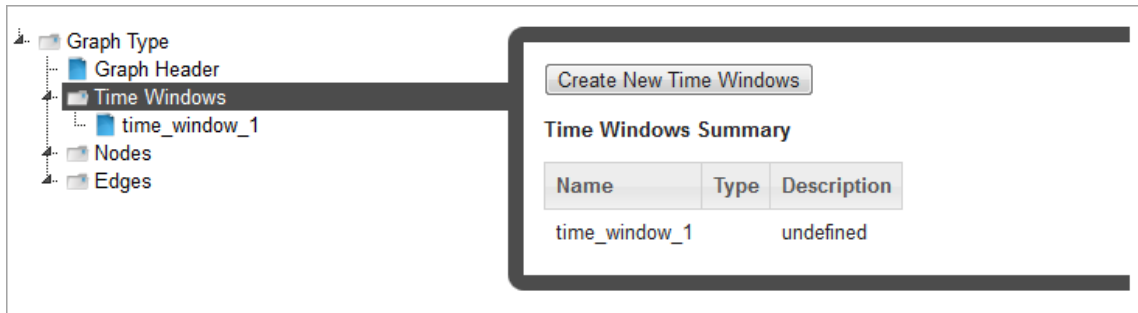 Graph Type
Graph Header
Time Windows
time_window_1
Nodes
Edges
Create New Time Windows
Time Windows Summary
Name Type Description
time_window_1 undefined